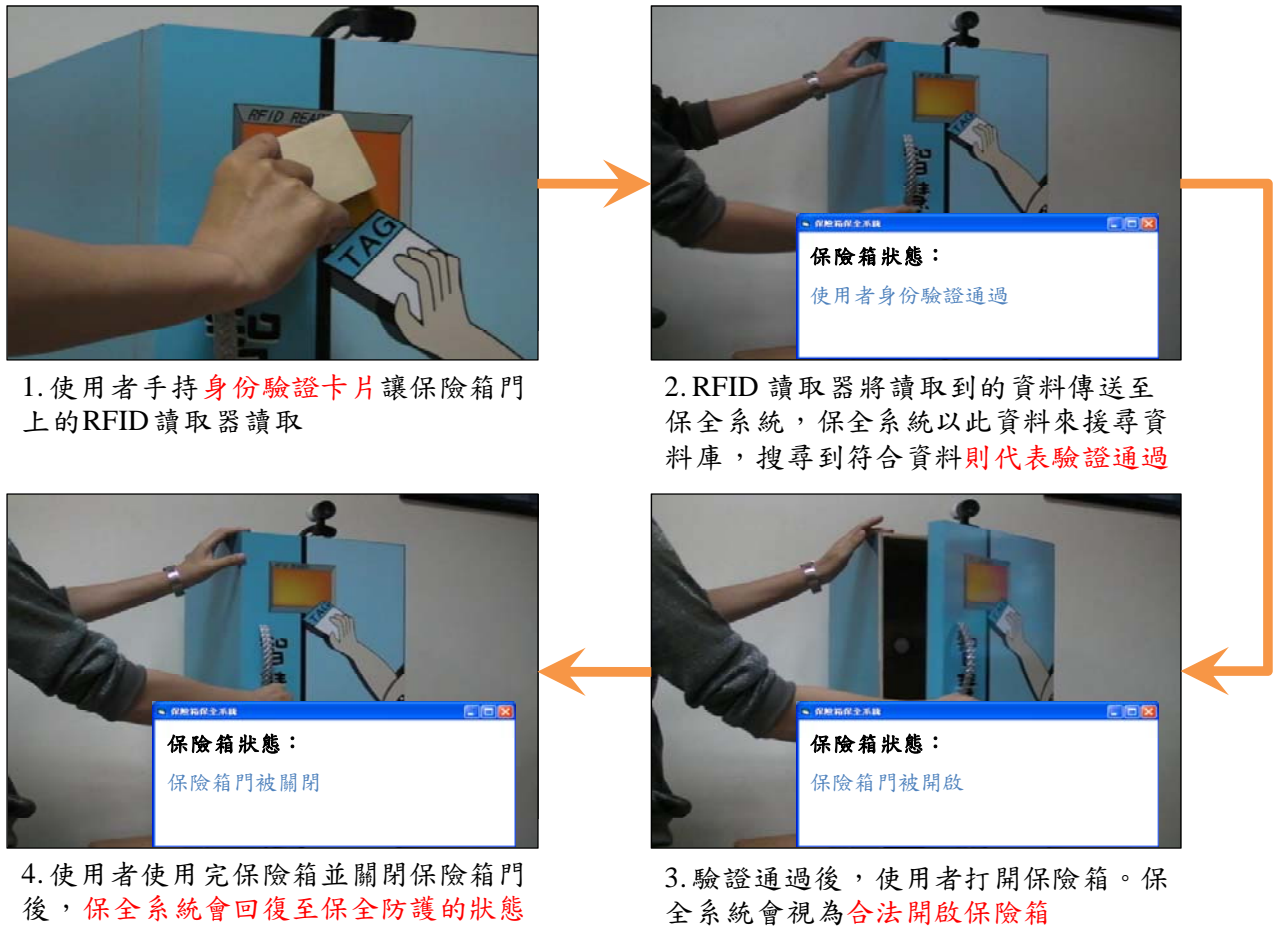 RFID REA
TAG
1.使用者手持身份驗證卡片讓保險箱門
上的RFID讀取器讀取
TAG
保險箱保全系統
保險箱狀態：
使用者身份驗證通過
2.RFID 讀取器將讀取到的資料傳送至
保全系統，保全系統以此資料來援尋資
料庫，搜尋到符合資料則代表驗證通過
TAG
保險箱保全系統
保險箱狀態：
保險箱門被開啟
3.驗證通過後，使用者打開保險箱。保
全系統會視為合法開啟保險箱
TAG
保險箱保全系統
保險箱狀態：
保險箱門被關閉
4.使用者使用完保險箱並關閉保險箱門
後，保全系統會回復至保全防護的狀態